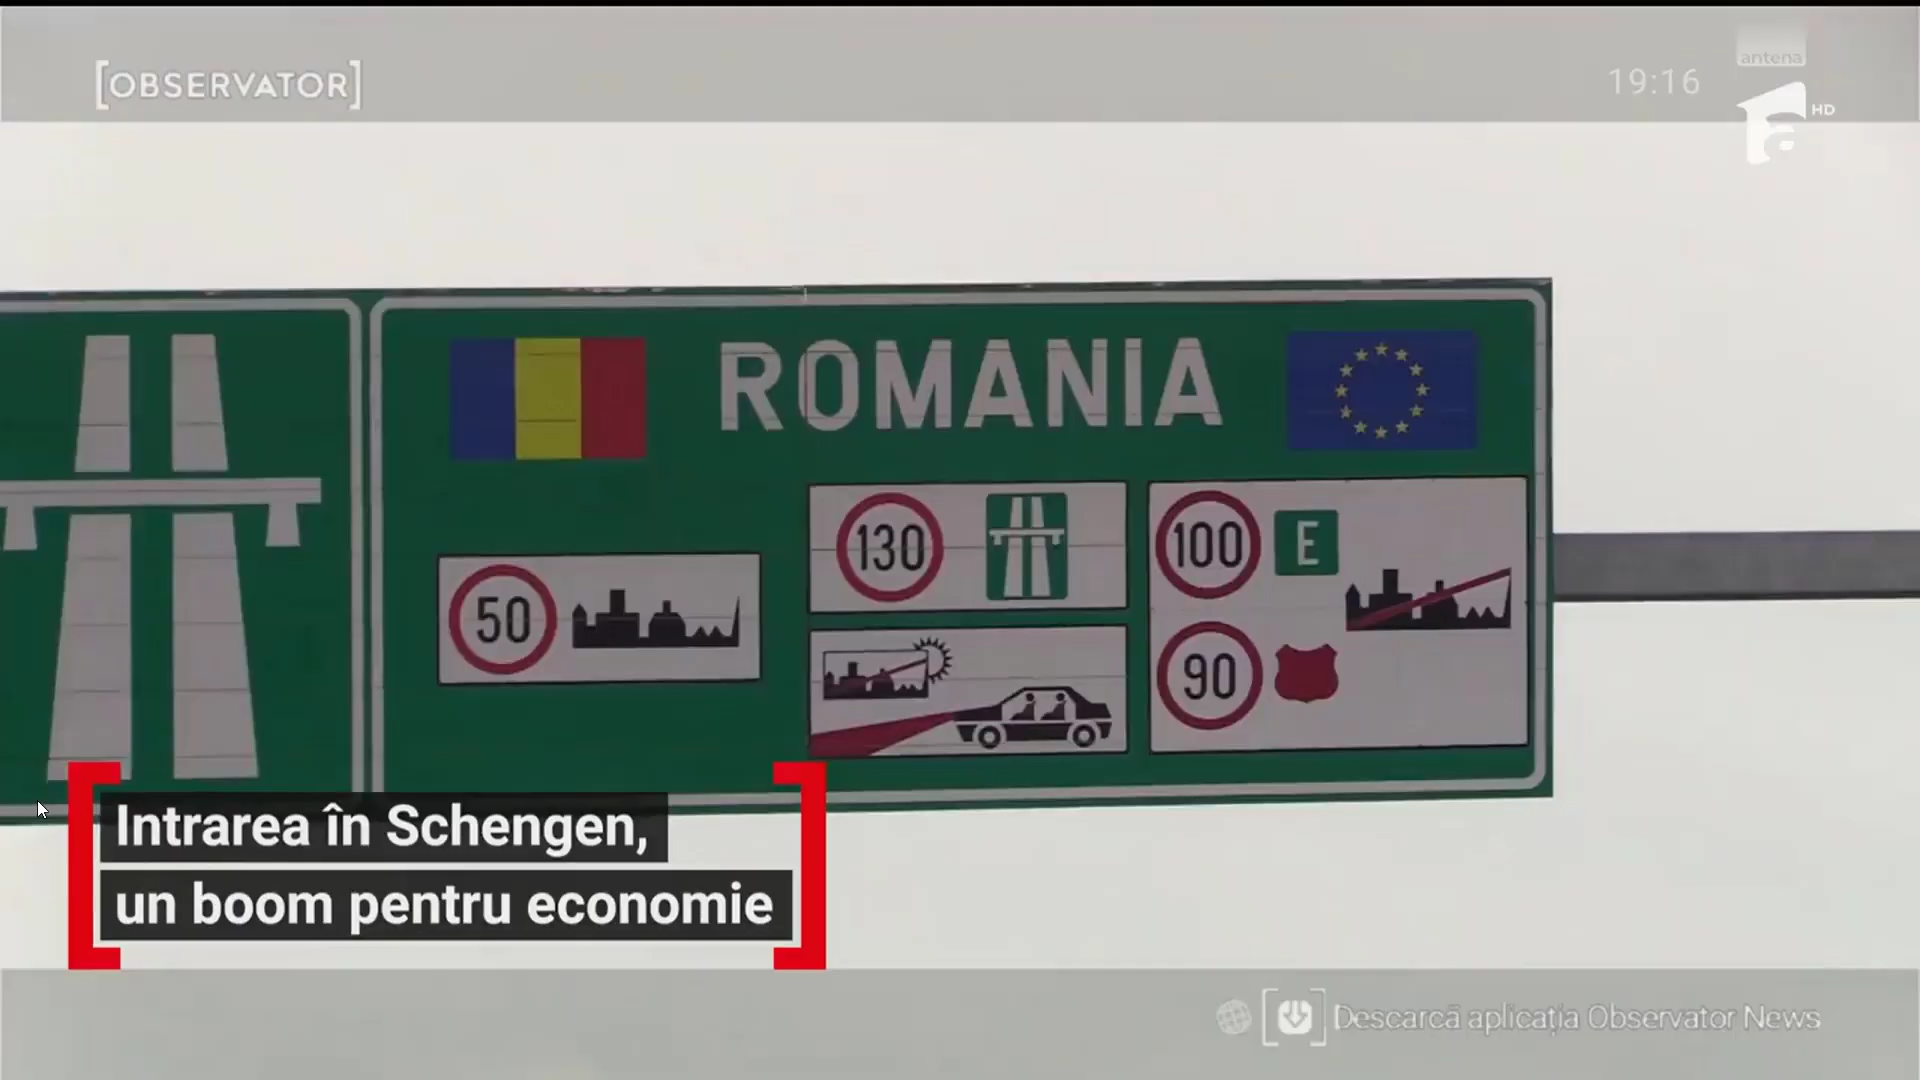 [OBSERVATOR]
19:16
antena
HD
ROMANIA
130
100
E
50
90
Intrarea în Schengen,
un boom pentru economie
Descarcă aplicația Observator News